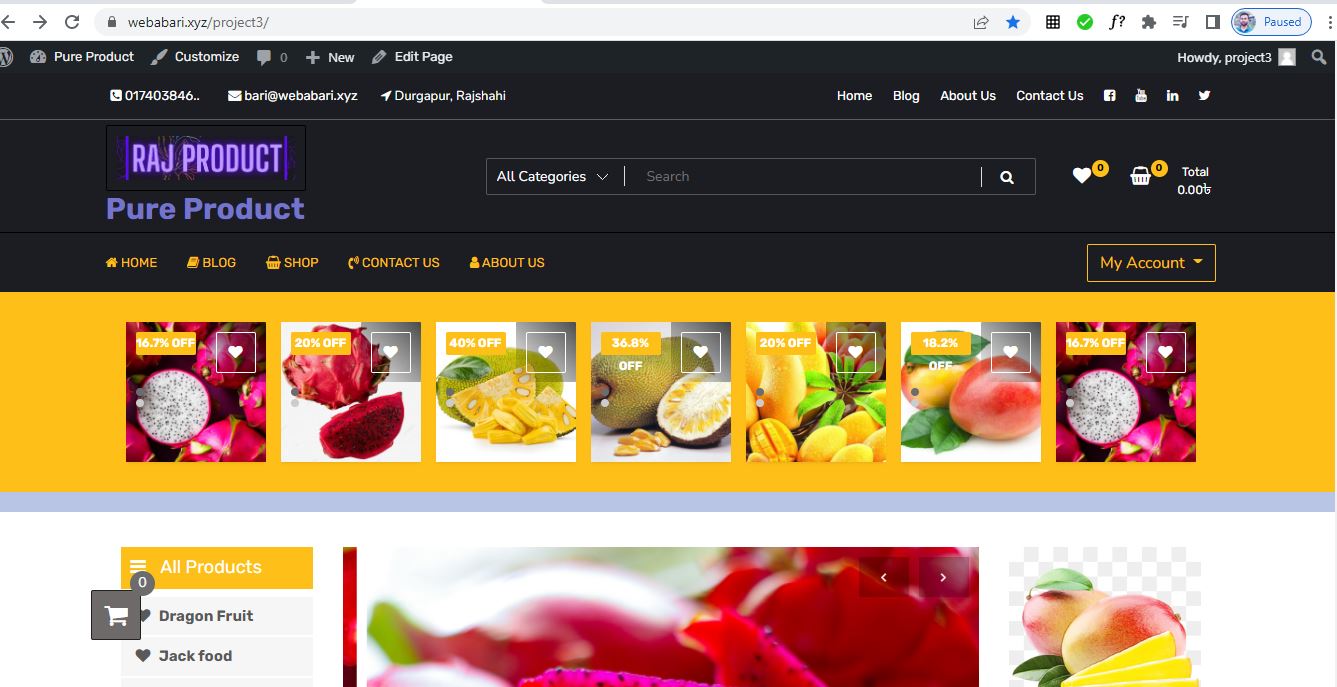 webabari.xyz/project3/
f?
Paused
Pure Product Customize 0 New Edit Page Howdy, project3
017403846.. bari@webabari.xyz Durgapur, Rajshahi Home Blog About Us Contact Us
RAJ PRODUCT
Pure Product
All Categories Search
0 0 Total
0.00৳
HOME BLOG SHOP CONTACT US ABOUT US My Account
16.7% OFF 20% OFF 40% OFF 36.8% OFF 20% OFF 18.2% OFF 16.7% OFF
All Products
0
Dragon Fruit
Jack food